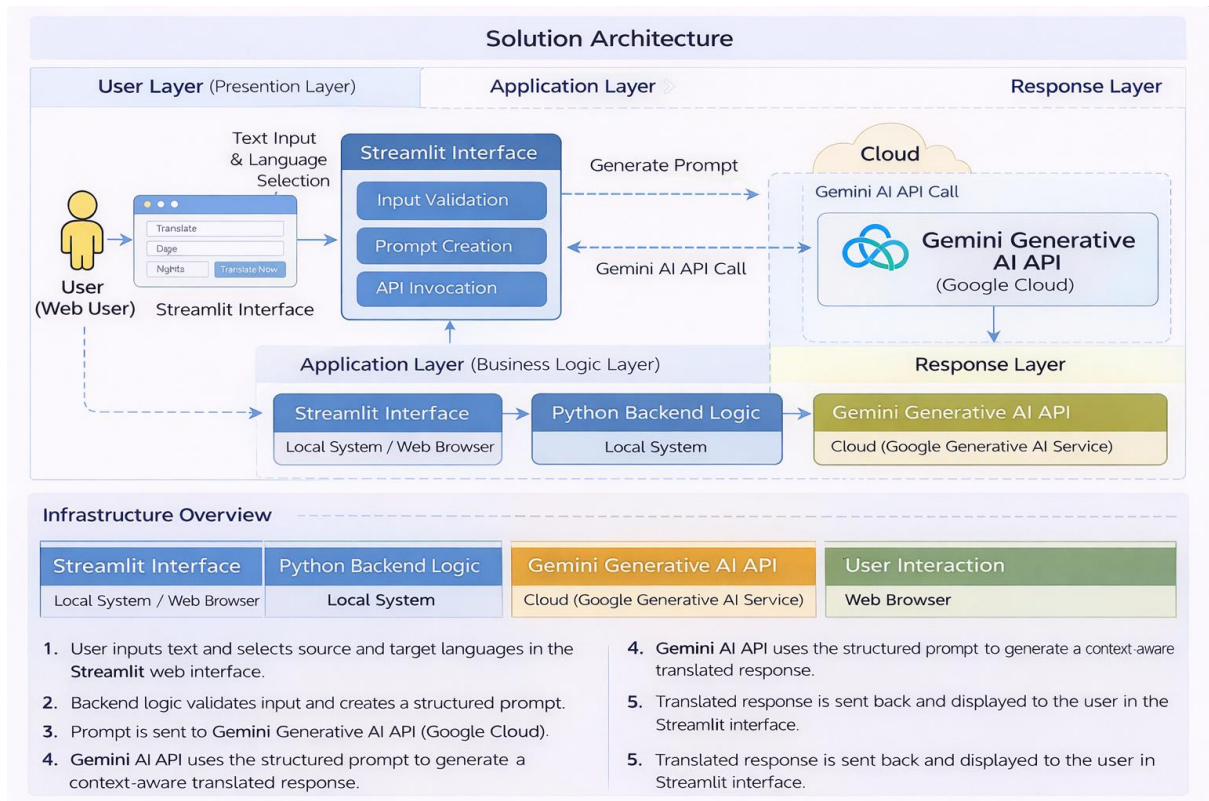 Solution Architecture
User Layer (Presention Layer)
Application Layer
Response Layer
Text Input
& Language
Selection
Translate
Dage
Nghts
Translate Now
User
(Web User)
Streamlit Interface
Streamlit Interface
Input Validation
Prompt Creation
API Invocation
Generate Prompt
Gemini AI API Call
Cloud
Gemini AI API Call
Gemini Generative
AI API
(Google Cloud)
Application Layer (Business Logic Layer)
Response Layer
Streamlit Interface
Local System / Web Browser
Python Backend Logic
Local System
Gemini Generative AI API
Cloud (Google Generative AI Service)
Infrastructure Overview
Streamlit Interface
Local System / Web Browser
Python Backend Logic
Local System
Gemini Generative AI API
Cloud (Google Generative AI Service)
User Interaction
Web Browser
1. User inputs text and selects source and target languages in the
Streamlit web interface.
2. Backend logic validates input and creates a structured prompt.
3. Prompt is sent to Gemini Generative AI API (Google Cloud).
4. Gemini AI API uses the structured prompt to generate a
context-aware translated response.
4. Gemini AI API uses the structured prompt to generate a context-aware
translated response.
5. Translated response is sent back and displayed to the user in the
Streamlit interface.
5. Translated response is sent back and displayed to the user in
Streamlit interface.